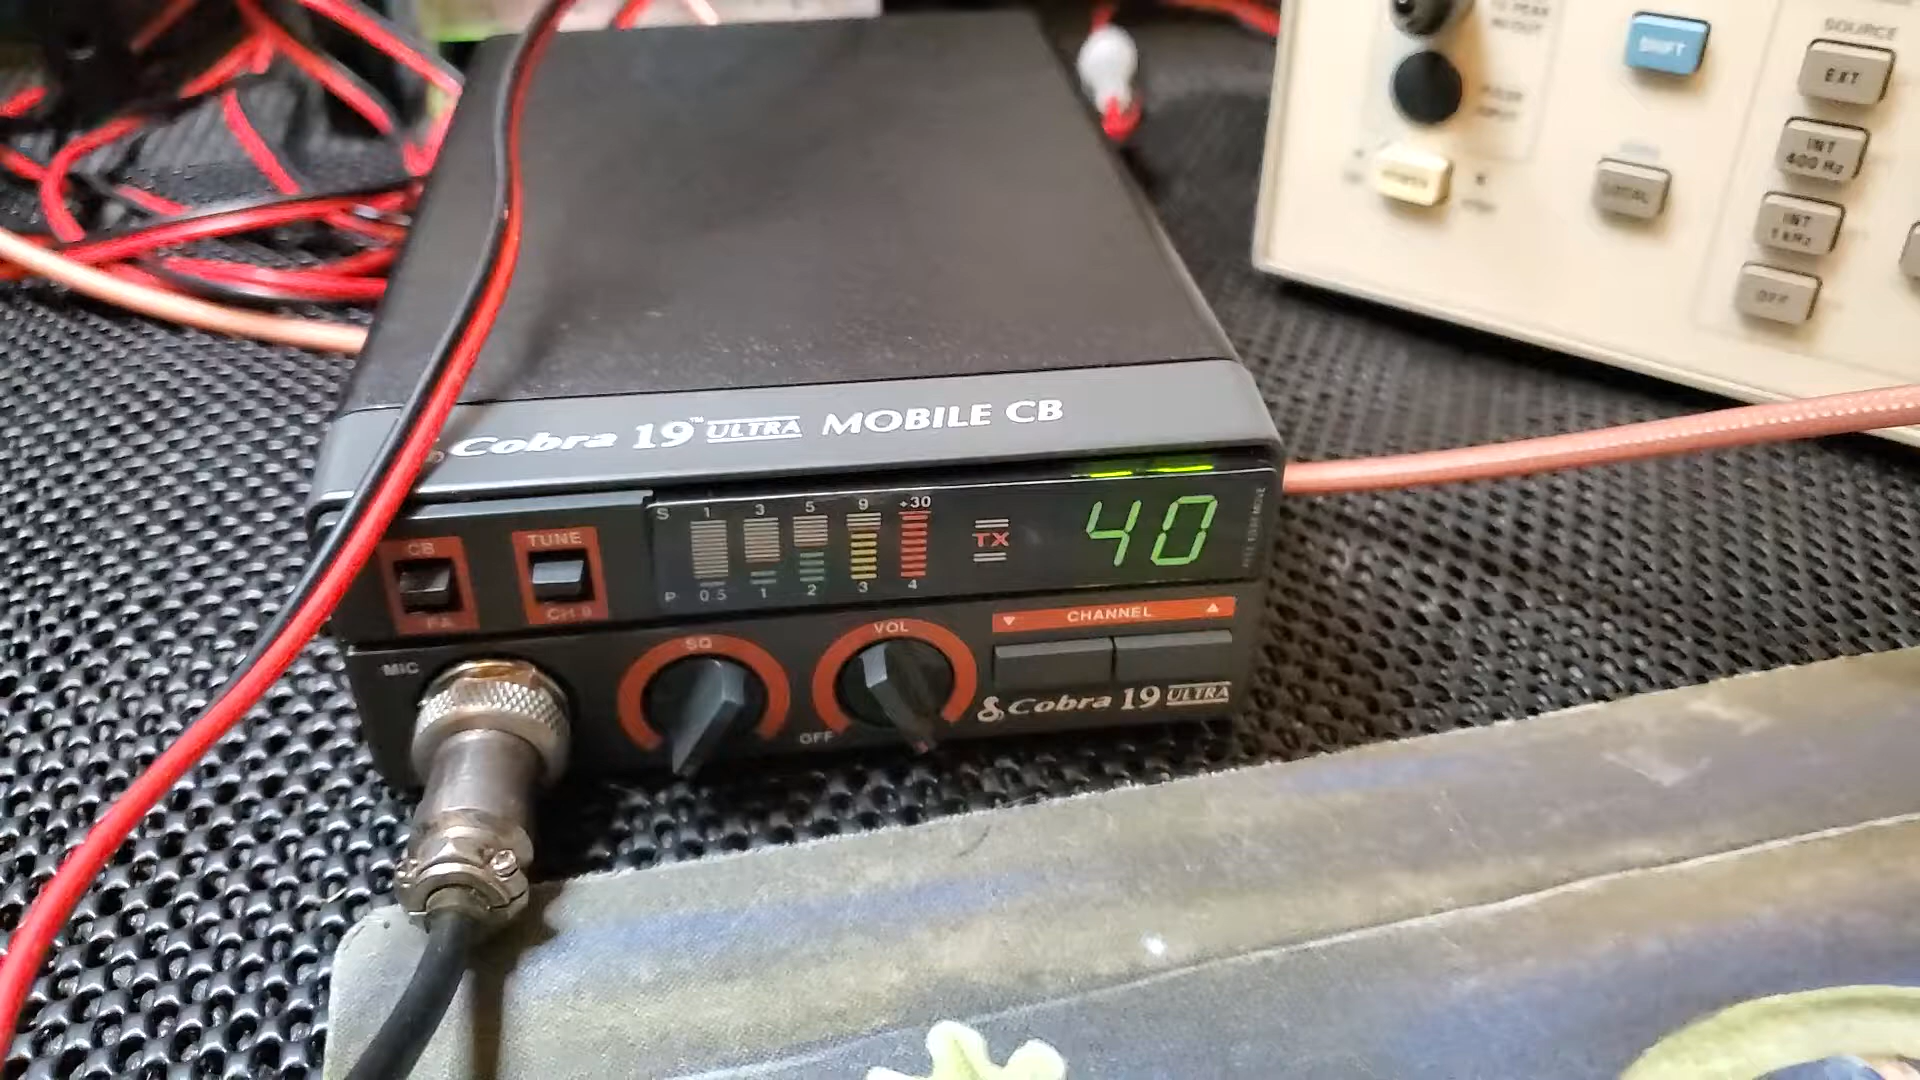 SHIFT
SOURCE
EXT
INT
400 Hz
LOCAL
INT
1 kHz
OFF
Cobra 19™ ULTRA MOBILE CB
S 1 3 5 9 +30
TX
40
P 0.5 1 2 3 4
CB
PA
TUNE
CH 9
CHANNEL
MIC
SQ
VOL
OFF
Cobra 19 ULTRA